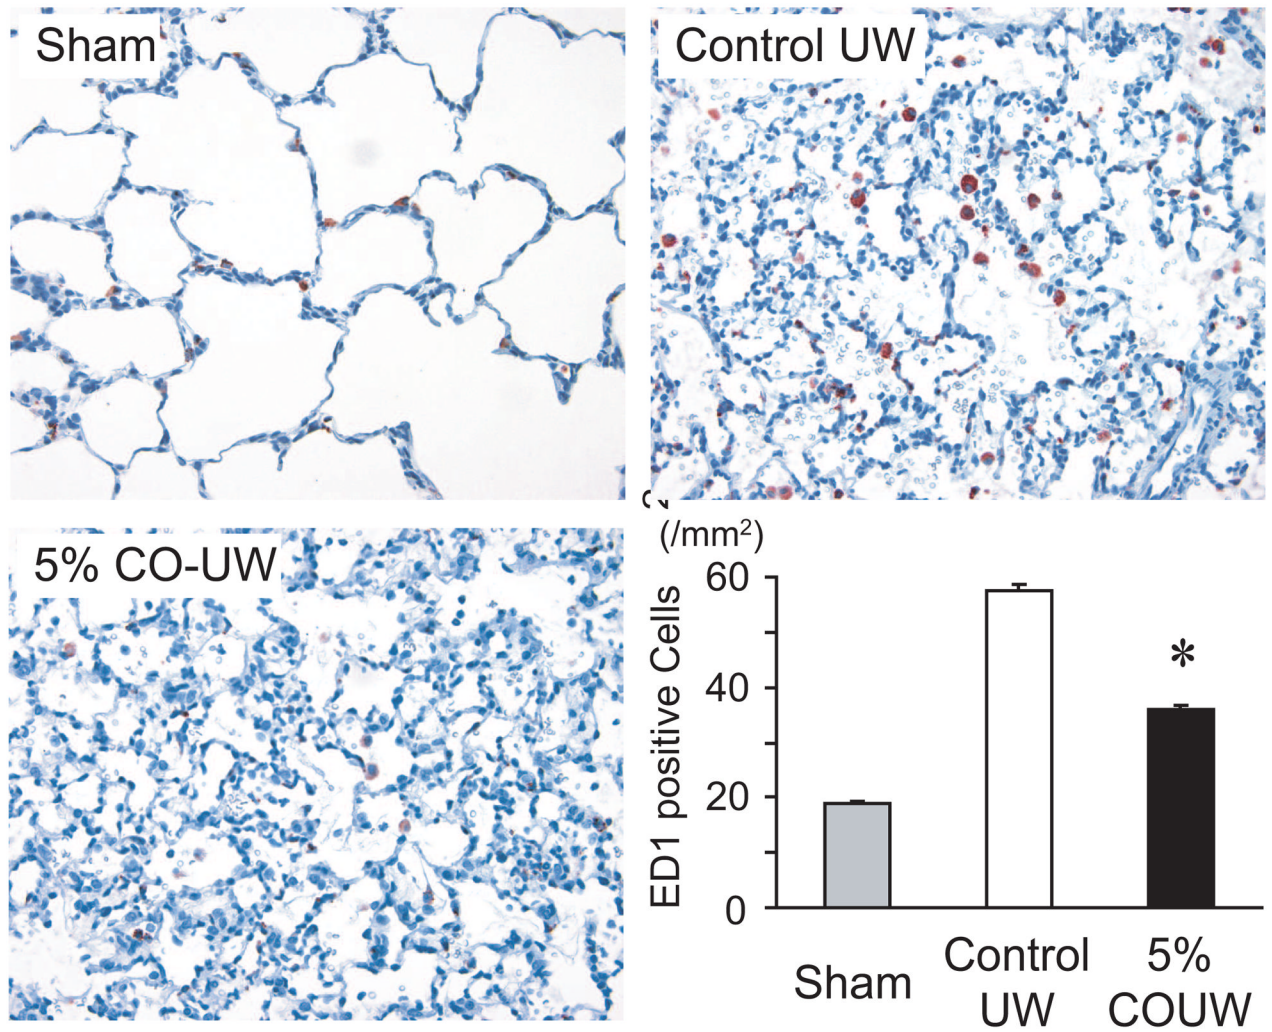 Sham
Control UW
5% CO-UW
2
(/mm²)
ED1 positive Cells
60
40
20
0
*
Sham
Control
UW
5%
COUW